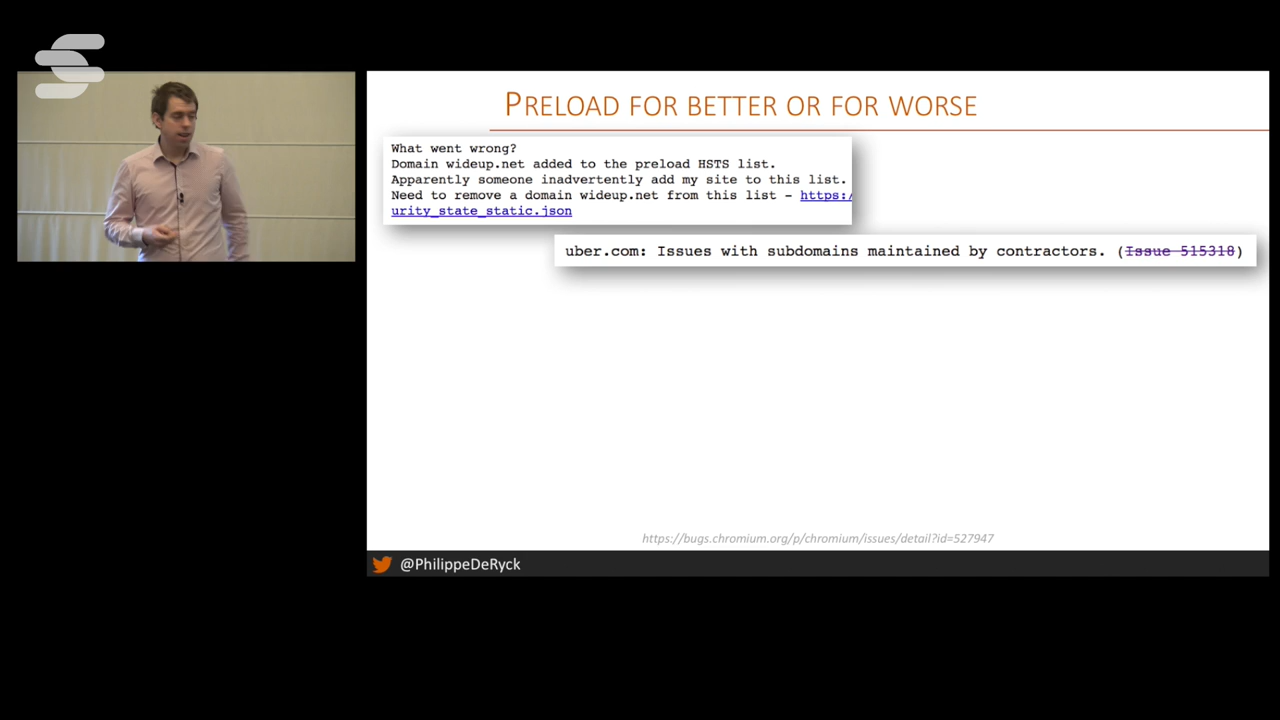 PRELOAD FOR BETTER OR FOR WORSE
What went wrong?
Domain wideup.net added to the preload HSTS list.
Apparently someone inadvertently add my site to this list.
Need to remove a domain wideup.net from this list - https:/
urity_state_static.json
uber.com: Issues with subdomains maintained by contractors. (Issue 515318)
https://bugs.chromium.org/p/chromium/issues/detail?id=527947
@PhilippeDeRyck